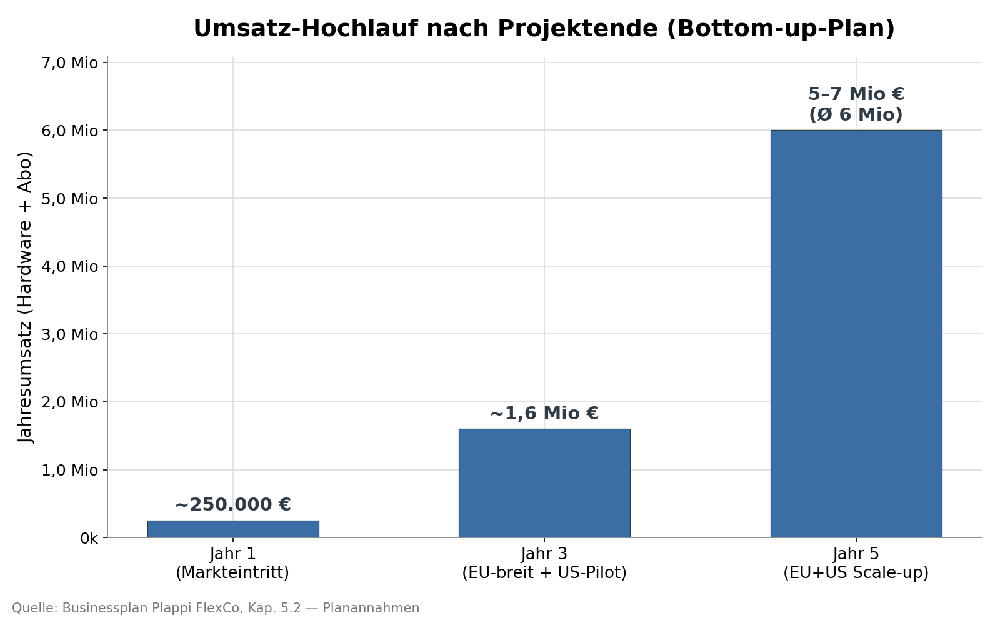 Umsatz-Hochlauf nach Projektende (Bottom-up-Plan)
Jahresumsatz (Hardware + Abo)
7,0 Mio
6,0 Mio
5,0 Mio
4,0 Mio
3,0 Mio
2,0 Mio
1,0 Mio
0k
~250.000 €
~1,6 Mio €
5–7 Mio €
(Ø 6 Mio)
Jahr 1
(Markteintritt)
Jahr 3
(EU-breit + US-Pilot)
Jahr 5
(EU+US Scale-up)
Quelle: Businessplan Plappi FlexCo, Kap. 5.2 — Planannahmen